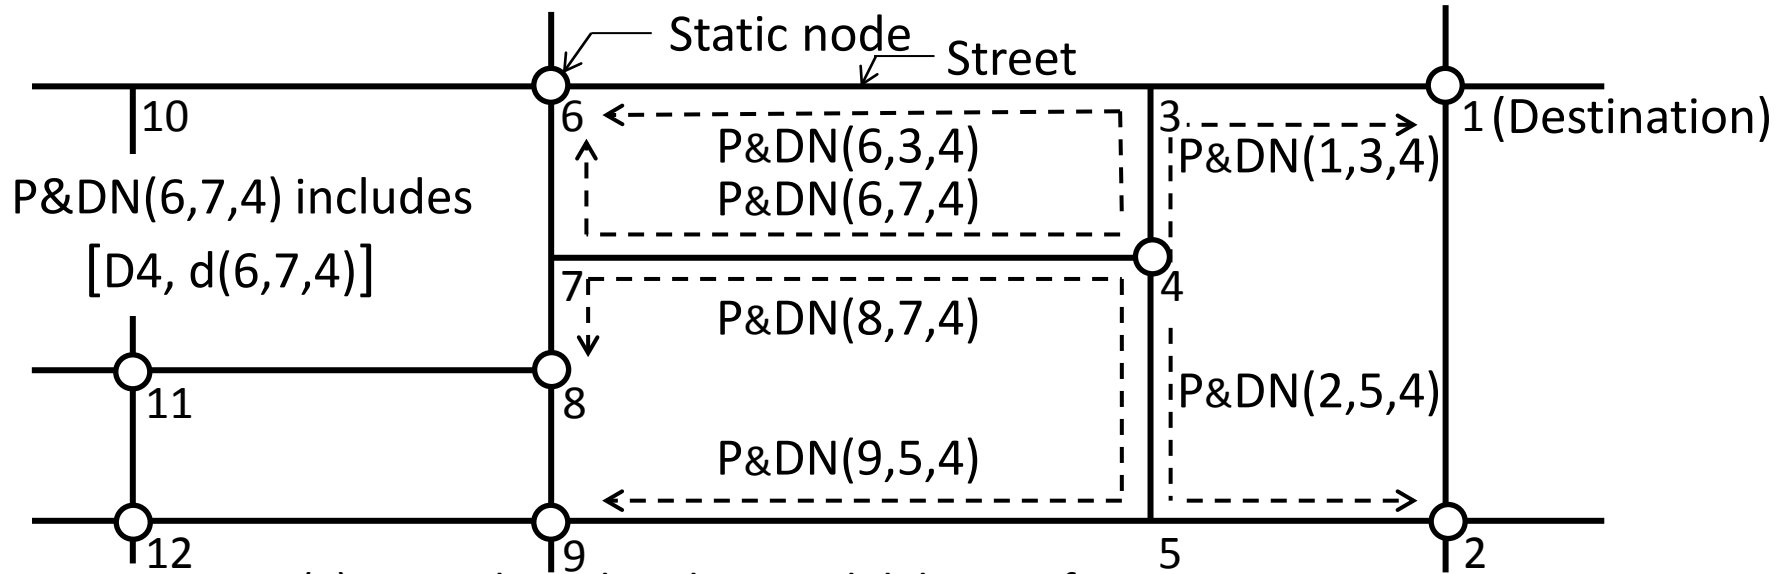 Static node
Street
10
6
3
1 (Destination)
P&DN(6,3,4)
P&DN(1,3,4)
P&DN(6,7,4) includes
P&DN(6,7,4)
[D4, d(6,7,4)]
7
4
P&DN(8,7,4)
11
8
P&DN(2,5,4)
P&DN(9,5,4)
12
9
5
2